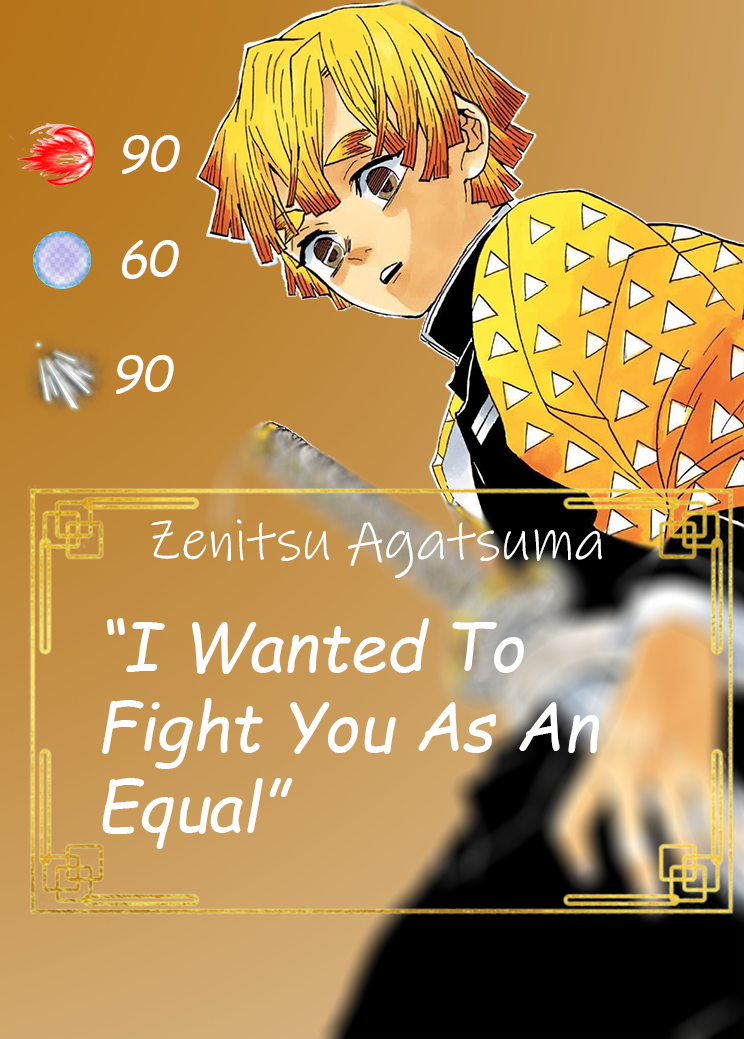 90
60
90
Zenitsu Agatsuma
“I Wanted To
Fight You As An
Equal”